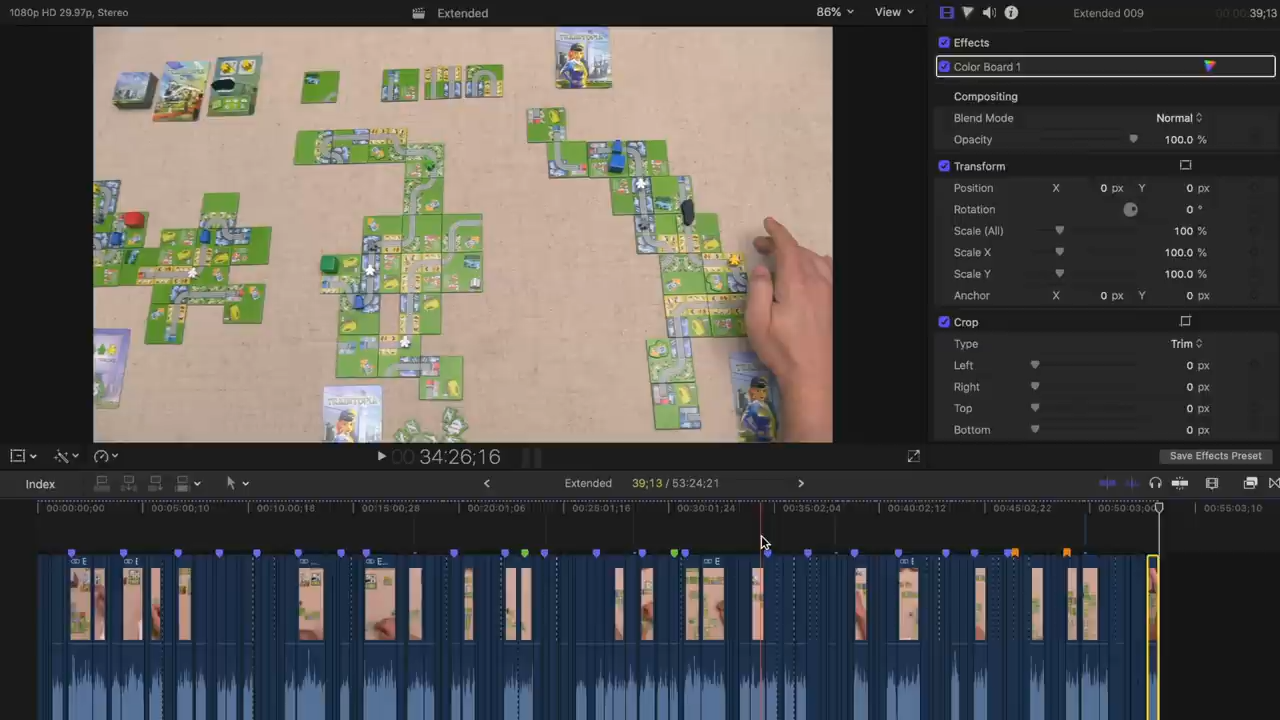 1080p HD 29.97p, Stereo
Extended
86%
View
Extended 009
00:00:39;13
Effects
Color Board 1
Compositing
Blend Mode
Normal
Opacity
100.0 %
Transform
Position
X
0 px
Y
0 px
Rotation
0 °
Scale (All)
100 %
Scale X
100.0 %
Scale Y
100.0 %
Anchor
X
0 px
Y
0 px
Crop
Type
Trim
Left
0 px
Right
0 px
Top
0 px
Bottom
0 px
TRAINTOPIA
TRAINTOPIA
00 34:26;16
Save Effects Preset
Index
Extended
39;13 / 53:24;21
00:00:00;00
00:05:00;00
00:10:00;18
00:15:00;28
00:20:01;06
00:25:01;16
00:30:01;24
00:35:02;04
00:40:02;12
00:45:02;22
00:50:03;00
00:55:03;10
E
E
...
E...
E
E